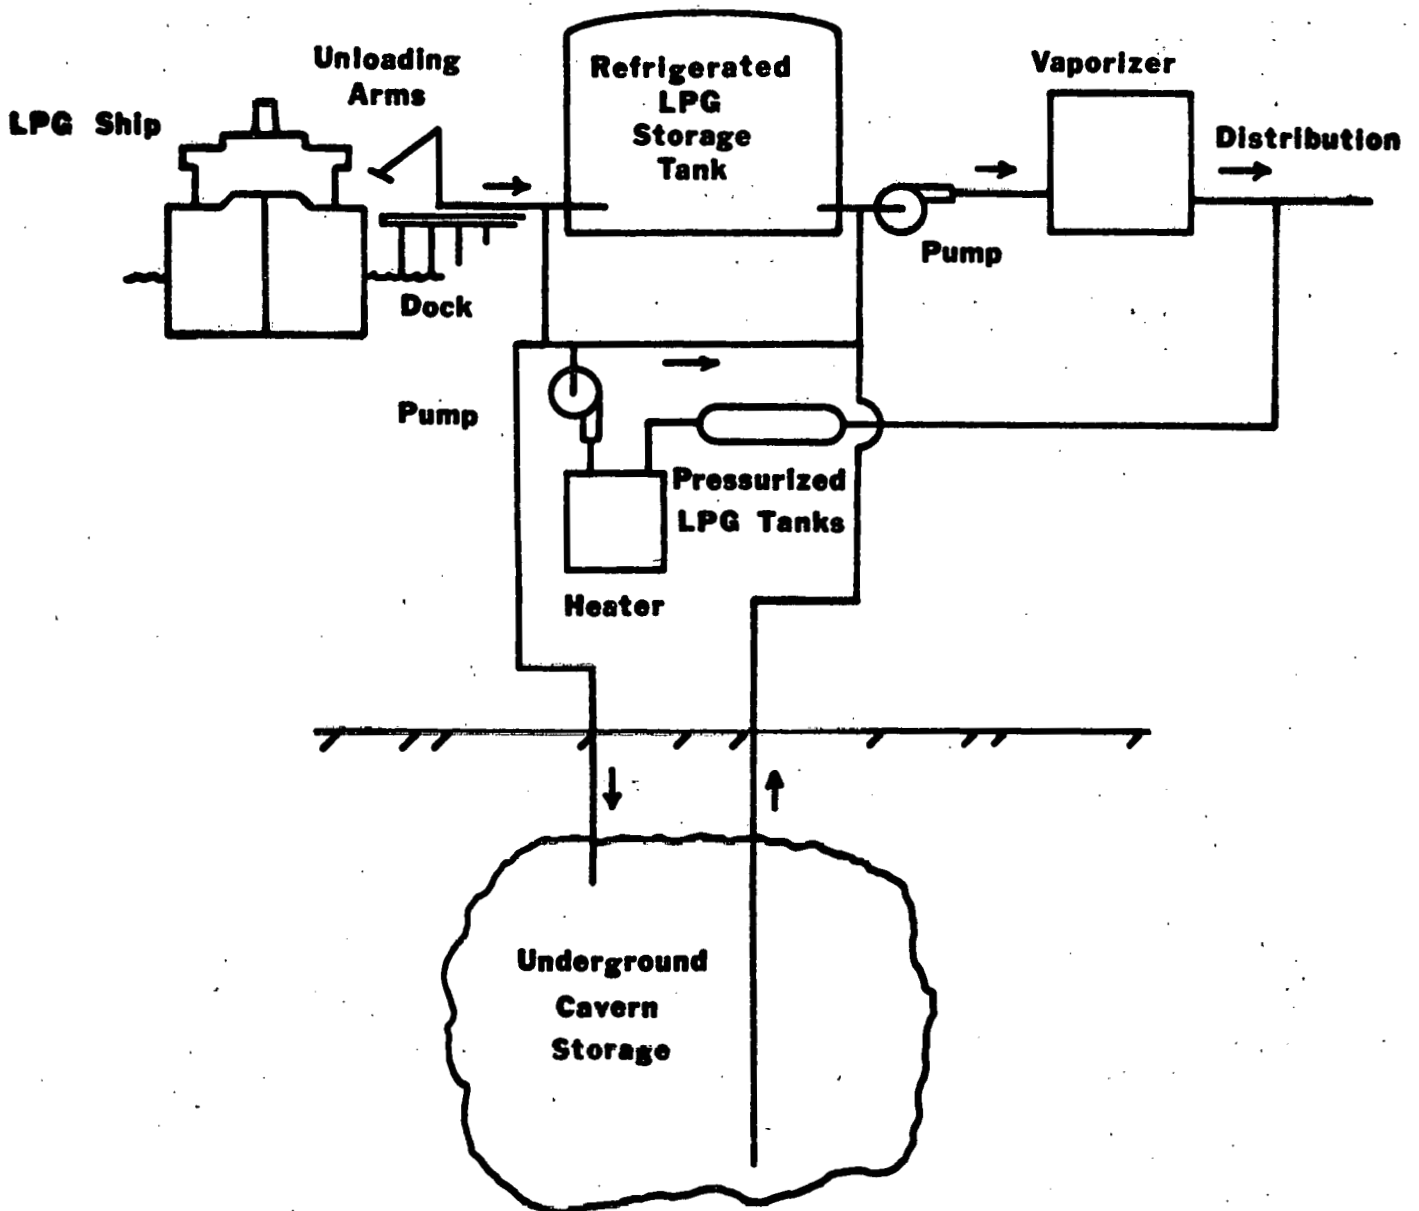 LPG Ship
Unloading
Arms
Refrigerated
LPG
Storage
Tank
Vaporizer
Distribution
Pump
Dock
Pump
Pressurized
LPG Tanks
Heater
Underground
Cavern
Storage